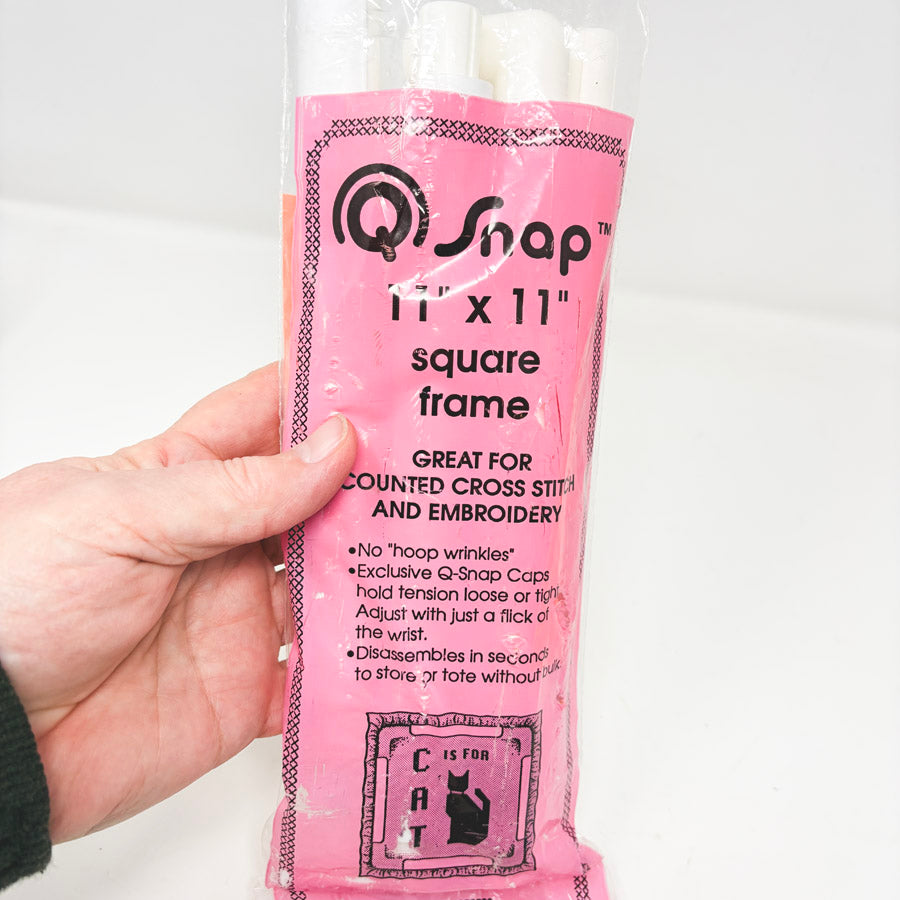 Q Snap™
11" x 11"
square
frame
GREAT FOR
COUNTED CROSS STITCH
AND EMBROIDERY
•No "hoop wrinkles"
•Exclusive Q-Snap Caps
hold tension loose or tight.
Adjust with just a flick of
the wrist.
•Disassembles in seconds
to store or tote without bulk.
IS FOR
CAT